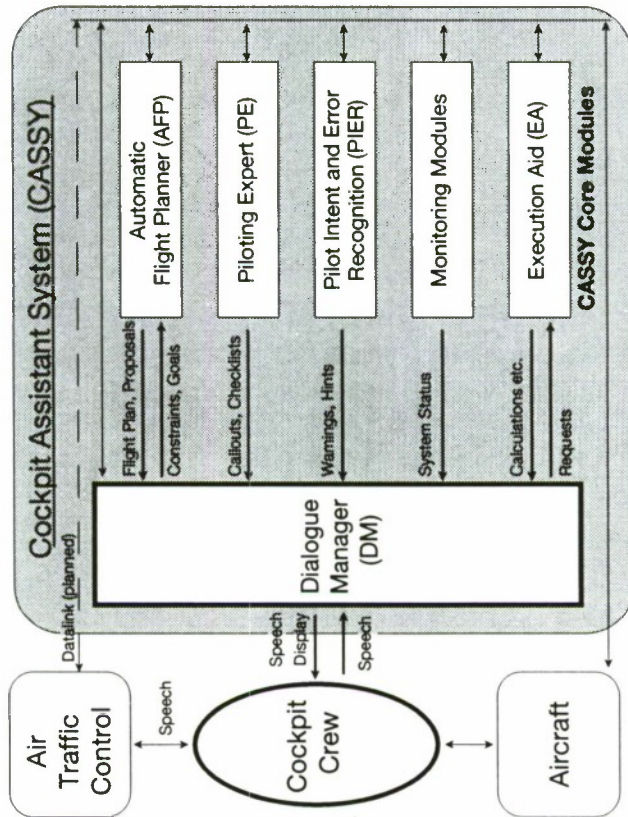 Cockpit Assistant System (CASSY)
Air
Traffic
Control
Datalink (planned)
Speech
Cockpit
Crew
Speech
Display
Speech
Aircraft
Dialogue
Manager
(DM)
Flight Plan, Proposals
Constraints, Goals
Callouts, Checklists
Warnings, Hints
System Status
Calculations etc.
Requests
Automatic
Flight Planner (AFP)
Piloting Expert (PE)
Pilot Intent and Error
Recognition (PIER)
Monitoring Modules
Execution Aid (EA)
CASSY Core Modules